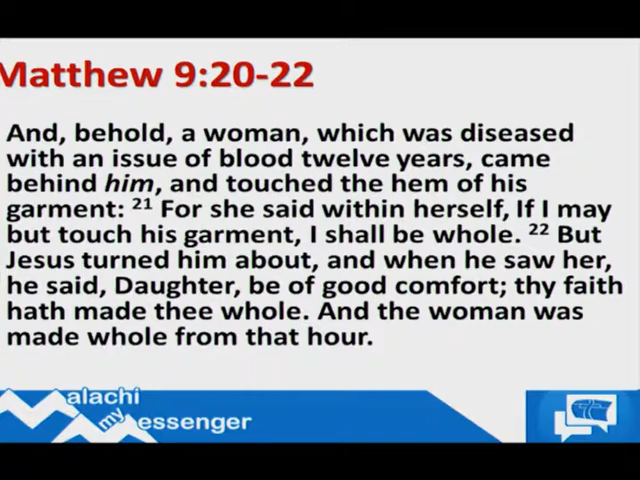 Matthew 9:20-22
And, behold, a woman, which was diseased
with an issue of blood twelve years, came
behind him, and touched the hem of his
garment: 21 For she said within herself, If I may
but touch his garment, I shall be whole. 22 But
Jesus turned him about, and when he saw her,
he said, Daughter, be of good comfort; thy faith
hath made thee whole. And the woman was
made whole from that hour.
Malachi
my
Messenger